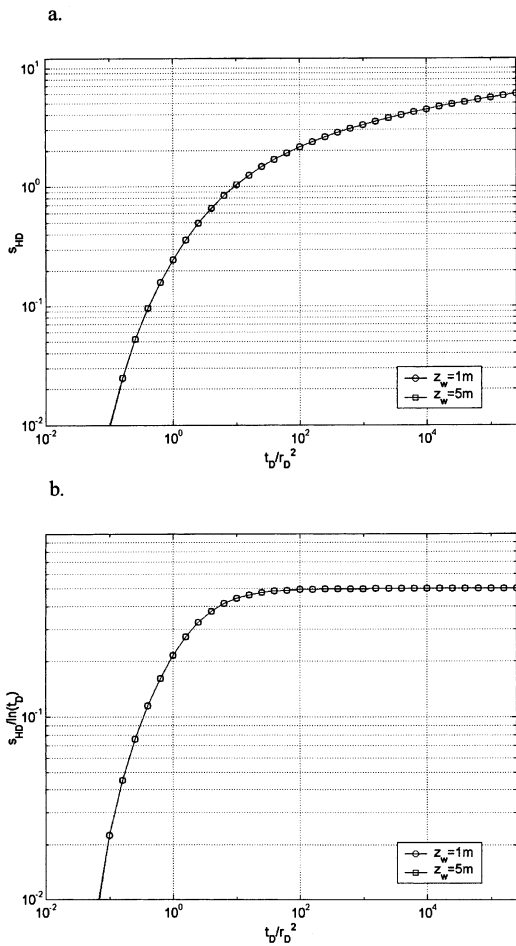 a.
10^1
10^0
10^-1
10^-2
s_HD
z_w=1m
z_w=5m
10^-2
10^0
10^2
10^4
t_D/r_D^2
b.
10^-1
10^-2
s_HD/ln(t_D)
z_w=1m
z_w=5m
10^-2
10^0
10^2
10^4
t_D/r_D^2